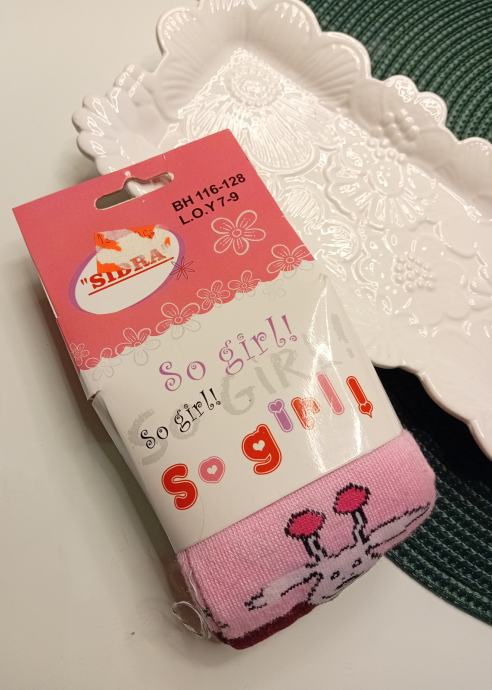 BH 116-128
L.O.Y 7-9
"SIDRA"
So girl!
SO GIRL!
So girl!
So girl!